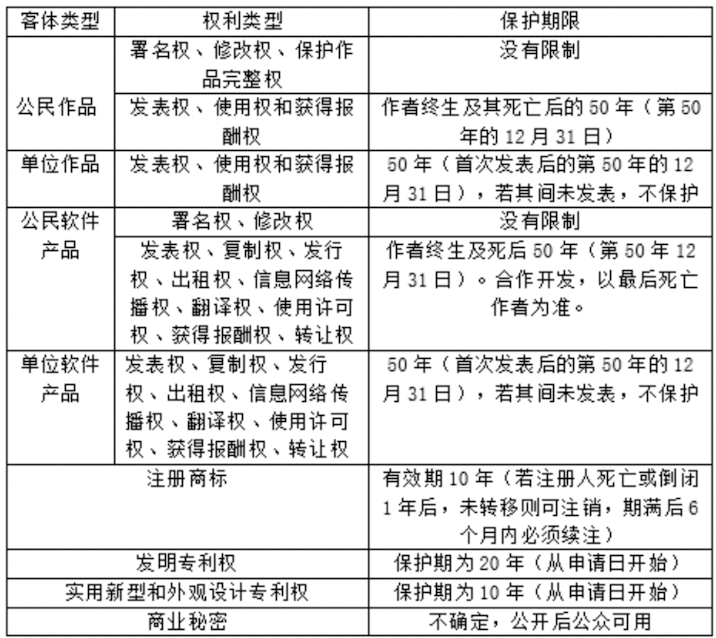 客体类型 权利类型 保护期限
公民作品
署名权、修改权、保护作
品完整权
没有限制
发表权、使用权和获得报
酬权
作者终生及其死亡后的 50 年（第 50
年的 12 月 31 日）
单位作品
发表权、使用权和获得报
酬权
50 年（首次发表后的第 50 年的 12
月 31 日），若其间未发表，不保护
公民软件
产品
署名权、修改权
没有限制
发表权、复制权、发行
权、出租权、信息网络传
播权、翻译权、使用许可
权、获得报酬权、转让权
作者终生及死后 50 年（第 50 年 12
月 31 日）。合作开发，以最后死亡
作者为准。
单位软件
产品
发表权、复制权、发行
权、出租权、信息网络传
播权、翻译权、使用许可
权、获得报酬权、转让权
50 年（首次发表后的第 50 年的 12
月 31 日），若其间未发表，不保护
注册商标
有效期 10 年（若注册人死亡或倒闭
1 年后，未转移则可注销，期满后 6
个月内必须续注）
发明专利权
保护期为 20 年（从申请日开始）
实用新型和外观设计专利权
保护期为 10 年（从申请日开始）
商业秘密
不确定，公开后公众可用